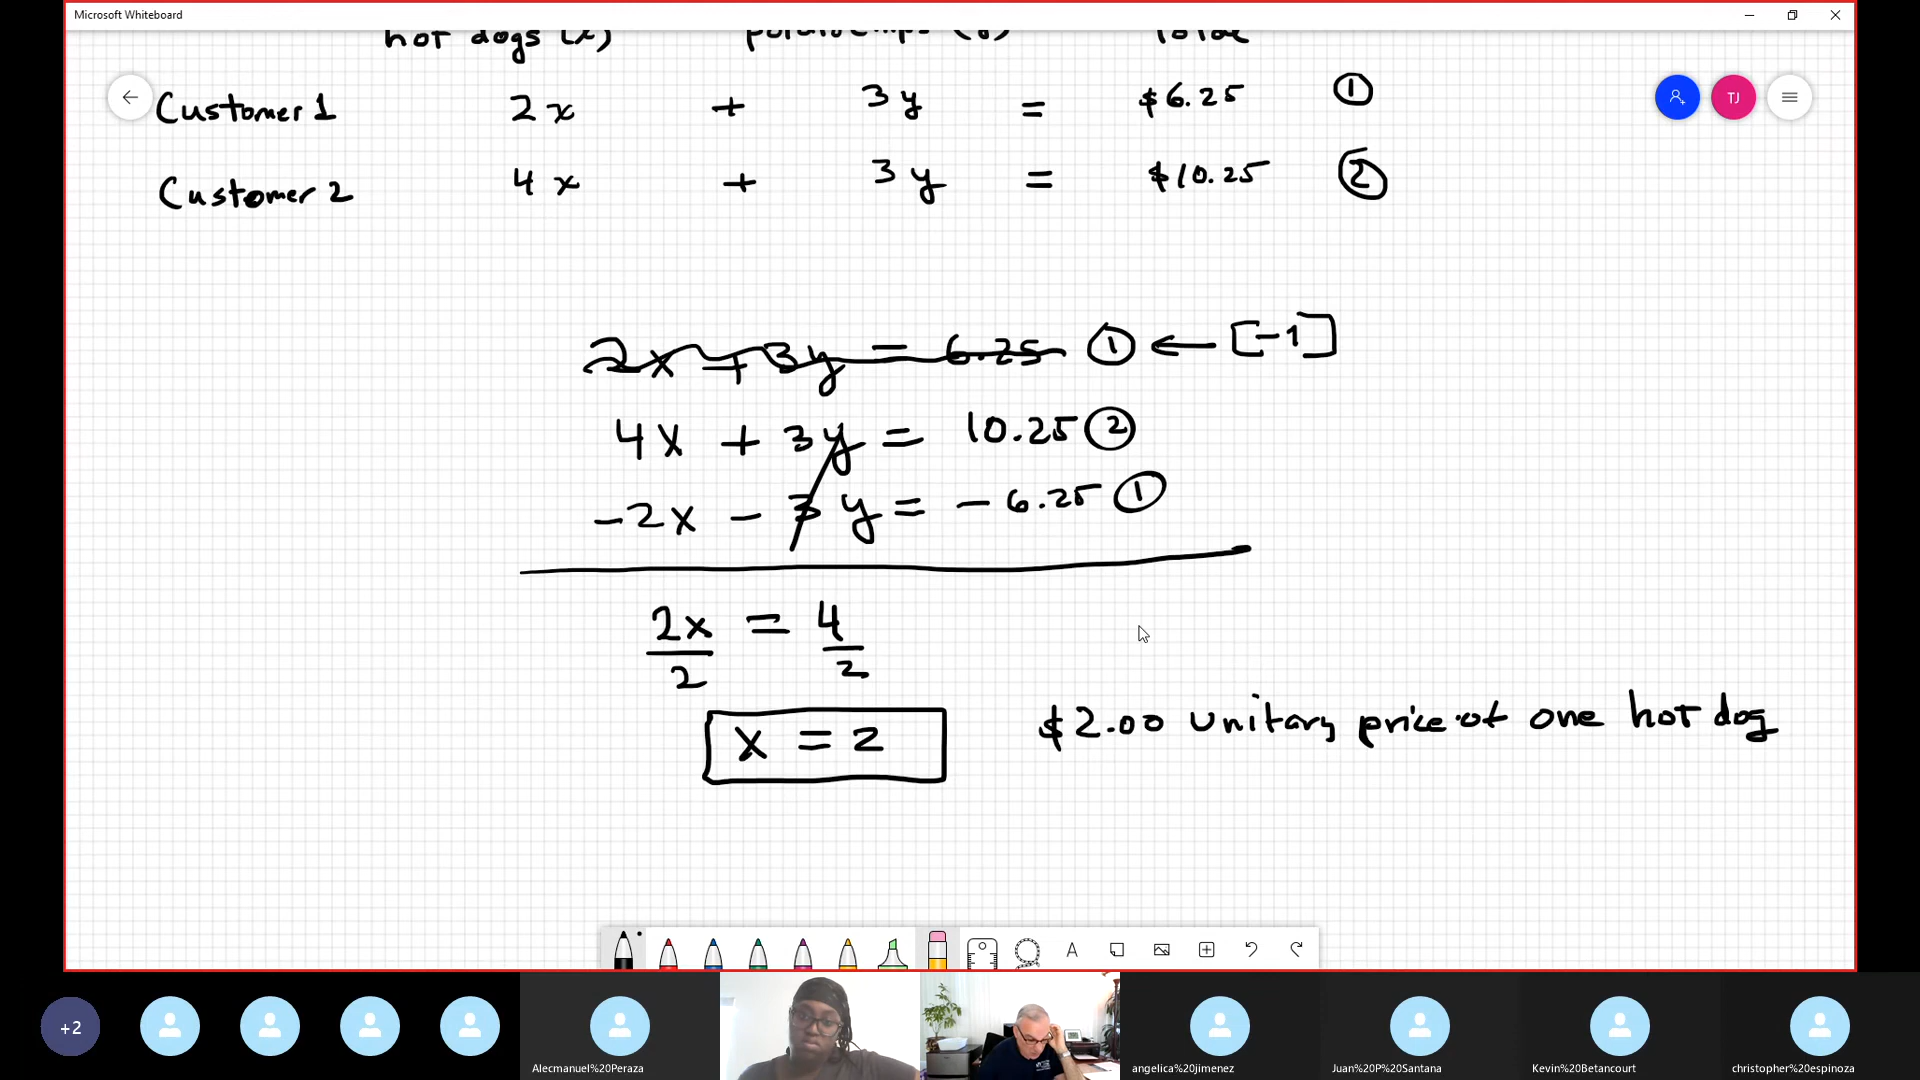 Microsoft Whiteboard
hot dogs (x)
Customer 1 2x + 3y = $6.25 ①
TJ
Customer 2 4x + 3y = $10.25 ②
2x + 3y = 6.25 ① ← [-1]
4x + 3y = 10.25 ②
-2x - 3y = -6.25 ①
2x/2 = 4/2
x = 2
$2.00 unitary price of one hot dog
A
+2
Alecmanuel%20Peraza
angelica%20jimenez
Juan%20P%20Santana
Kevin%20Betancourt
christopher%20espinoza